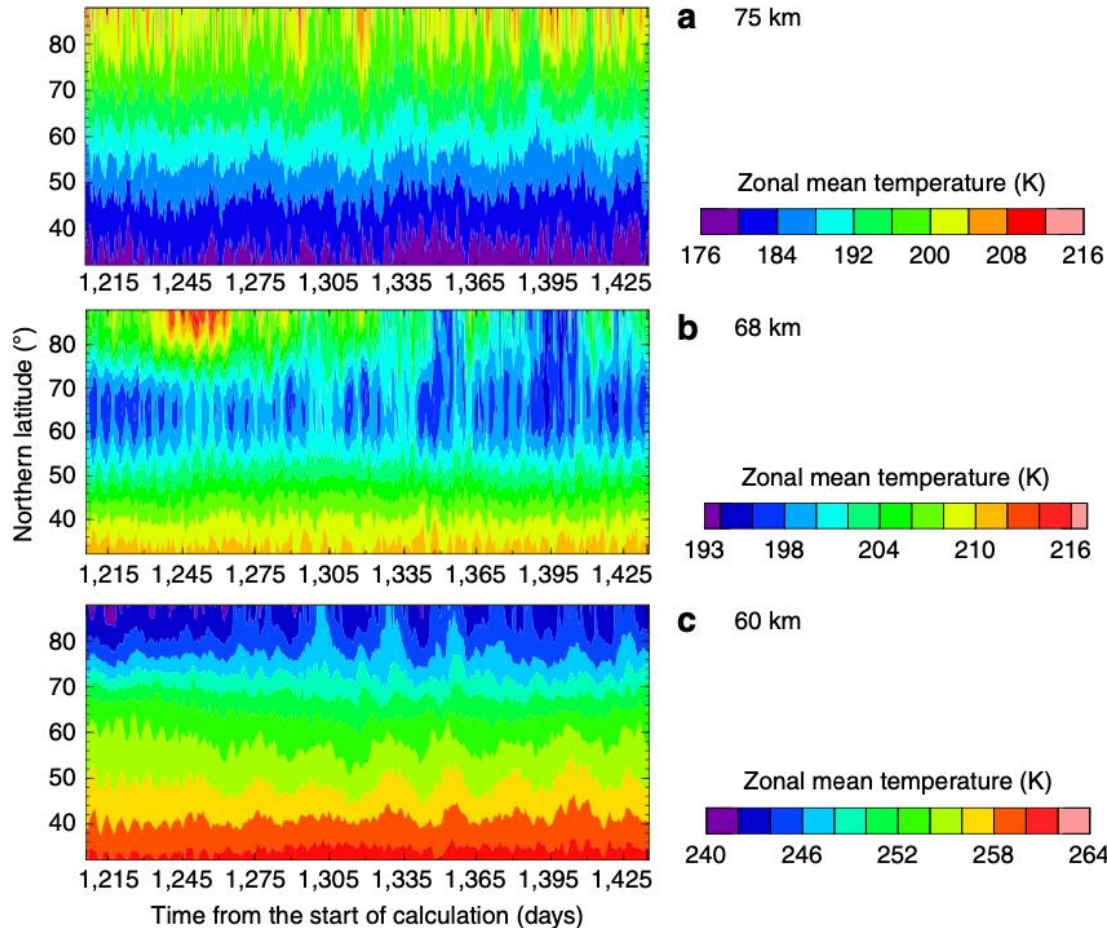 a 75 km
80
70
60
50
40
1,215 1,245 1,275 1,305 1,335 1,365 1,395 1,425
Zonal mean temperature (K)
176 184 192 200 208 216
b 68 km
80
70
60
50
40
1,215 1,245 1,275 1,305 1,335 1,365 1,395 1,425
Zonal mean temperature (K)
193 198 204 210 216
Northern latitude (°)
c 60 km
80
70
60
50
40
1,215 1,245 1,275 1,305 1,335 1,365 1,395 1,425
Zonal mean temperature (K)
240 246 252 258 264
Time from the start of calculation (days)